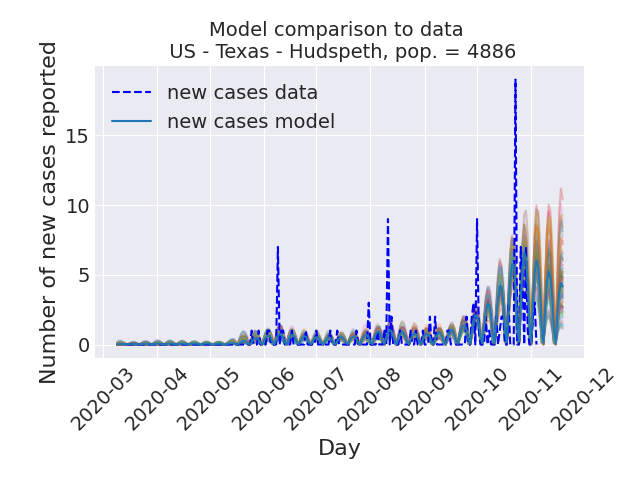 Model comparison to data
US - Texas - Hudspeth, pop. = 4886
Number of new cases reported
new cases data
new cases model
15
10
5
0
2020-03
2020-04
2020-05
2020-06
2020-07
2020-08
2020-09
2020-10
2020-11
2020-12
Day